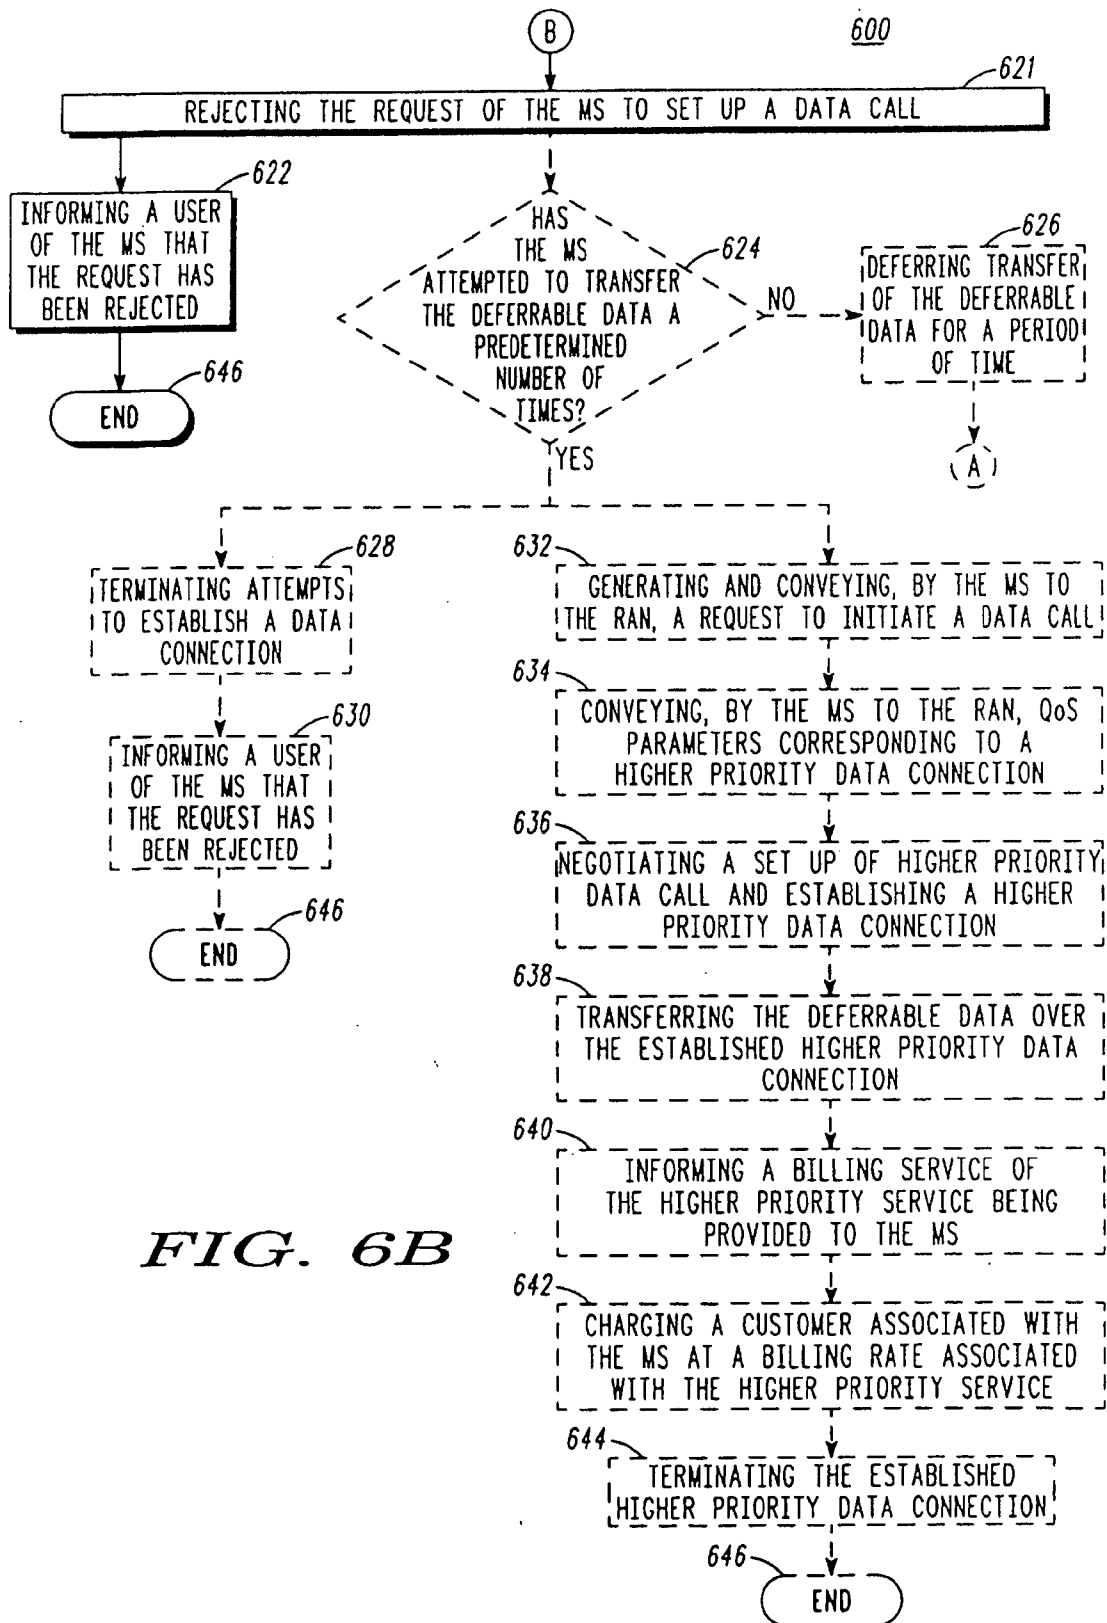 B
600
621
REJECTING THE REQUEST OF THE MS TO SET UP A DATA CALL
622
INFORMING A USER
OF THE MS THAT
THE REQUEST HAS
BEEN REJECTED
646
END
HAS
THE MS
ATTEMPTED TO TRANSFER
THE DEFERRABLE DATA A
PREDETERMINED
NUMBER OF
TIMES?
624
NO
626
DEFERRING TRANSFER
OF THE DEFERRABLE
DATA FOR A PERIOD
OF TIME
A
YES
628
TERMINATING ATTEMPTS
TO ESTABLISH A DATA
CONNECTION
630
INFORMING A USER
OF THE MS THAT
THE REQUEST HAS
BEEN REJECTED
646
END
632
GENERATING AND CONVEYING, BY THE MS TO
THE RAN, A REQUEST TO INITIATE A DATA CALL
634
CONVEYING, BY THE MS TO THE RAN, QoS
PARAMETERS CORRESPONDING TO A
HIGHER PRIORITY DATA CONNECTION
636
NEGOTIATING A SET UP OF HIGHER PRIORITY
DATA CALL AND ESTABLISHING A HIGHER
PRIORITY DATA CONNECTION
638
TRANSFERRING THE DEFERRABLE DATA OVER
THE ESTABLISHED HIGHER PRIORITY DATA
CONNECTION
640
INFORMING A BILLING SERVICE OF
THE HIGHER PRIORITY SERVICE BEING
PROVIDED TO THE MS
642
CHARGING A CUSTOMER ASSOCIATED WITH
THE MS AT A BILLING RATE ASSOCIATED
WITH THE HIGHER PRIORITY SERVICE
644
TERMINATING THE ESTABLISHED
HIGHER PRIORITY DATA CONNECTION
646
END
FIG. 6B